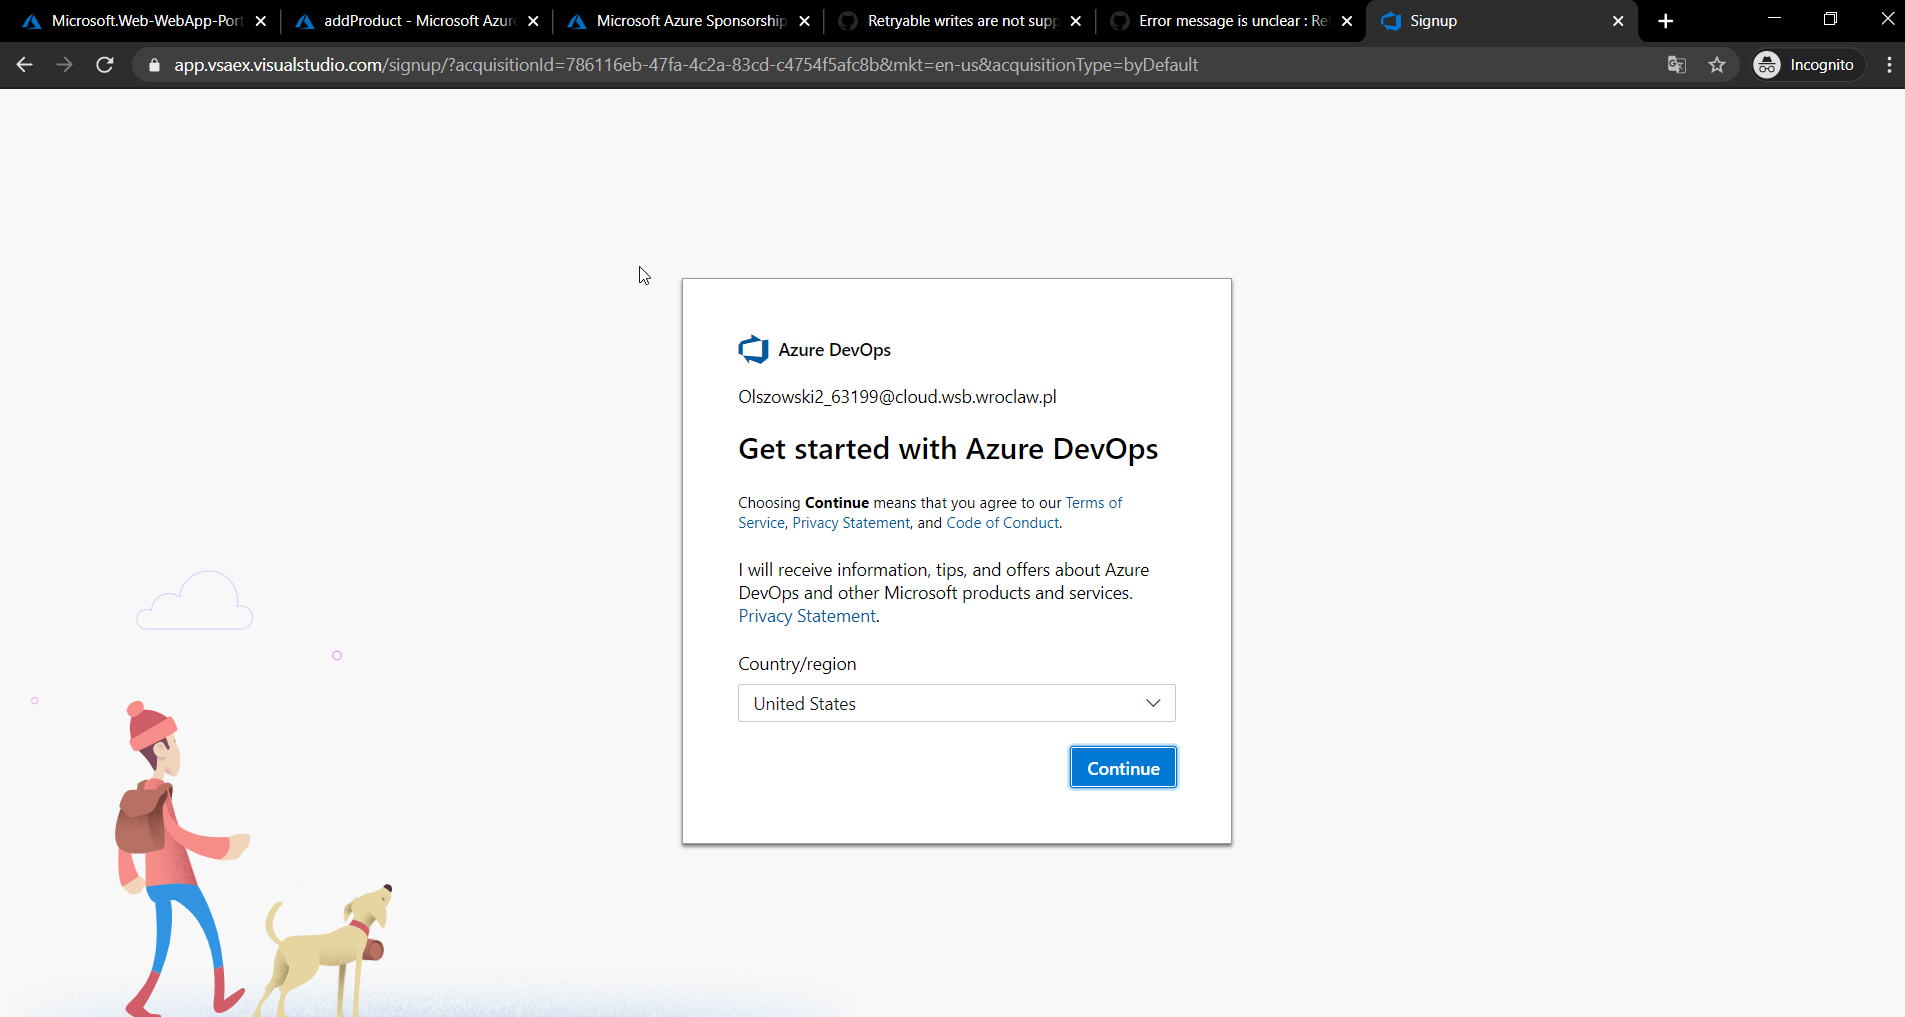 Microsoft.Web-WebApp-Port
addProduct - Microsoft Azure
Microsoft Azure Sponsorship
Retryable writes are not supp
Error message is unclear : Ret
Signup
app.vsaex.visualstudio.com/signup/?acquisitionId=786116eb-47fa-4c2a-83cd-c4754f5afc8b&mkt=en-us&acquisitionType=byDefault
Incognito
Azure DevOps
Olszowski2_63199@cloud.wsb.wroclaw.pl
Get started with Azure DevOps
Choosing Continue means that you agree to our Terms of
Service, Privacy Statement, and Code of Conduct.
I will receive information, tips, and offers about Azure
DevOps and other Microsoft products and services.
Privacy Statement.
Country/region
United States
Continue